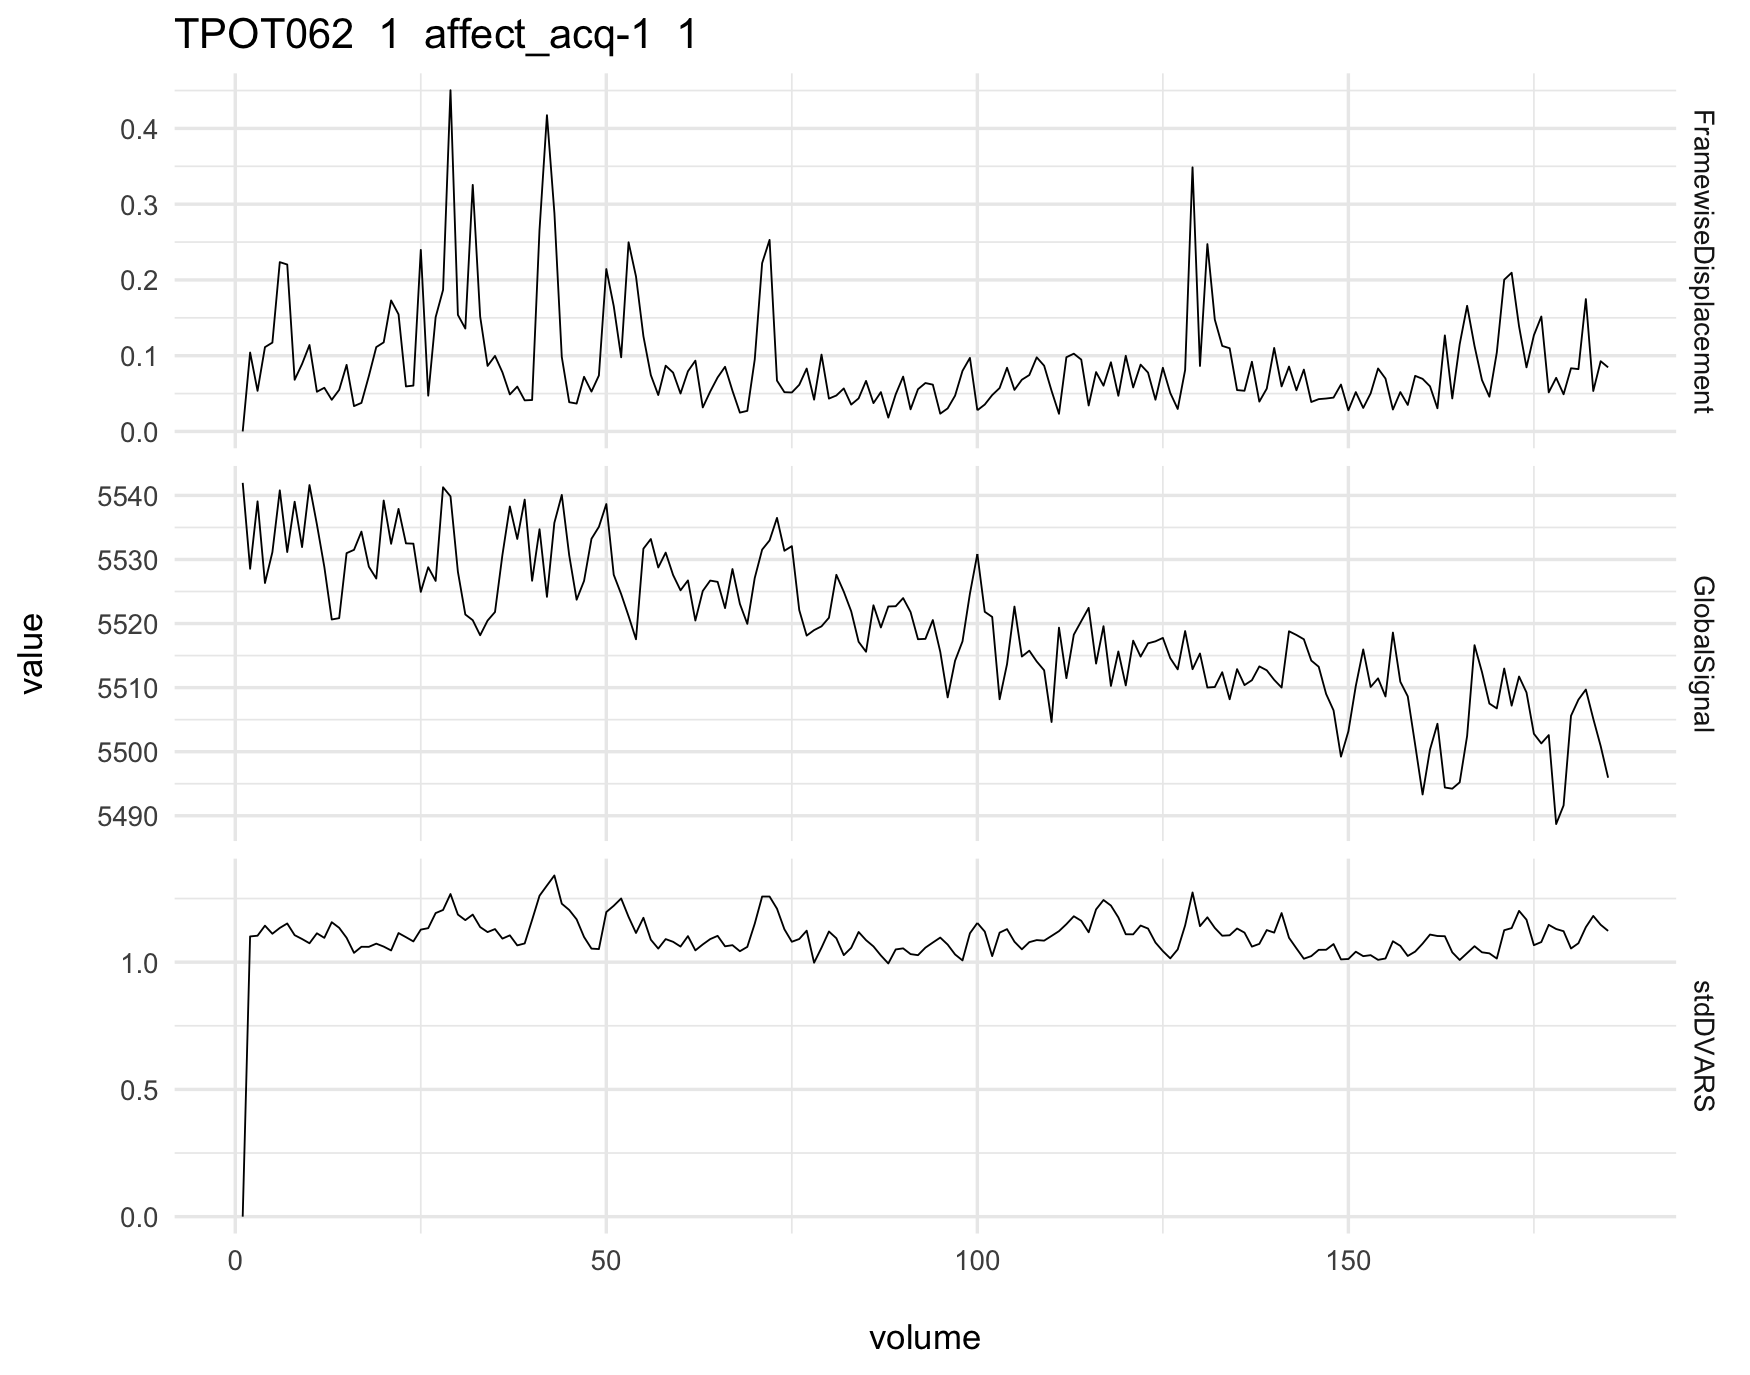 TPOT062 1 affect_acq-1 1
0.4
0.3
0.2
0.1
0.0
FramewiseDisplacement
5540
5530
5520
5510
5500
5490
GlobalSignal
1.0
0.5
0.0
stdDVARS
value
0 50 100 150
volume